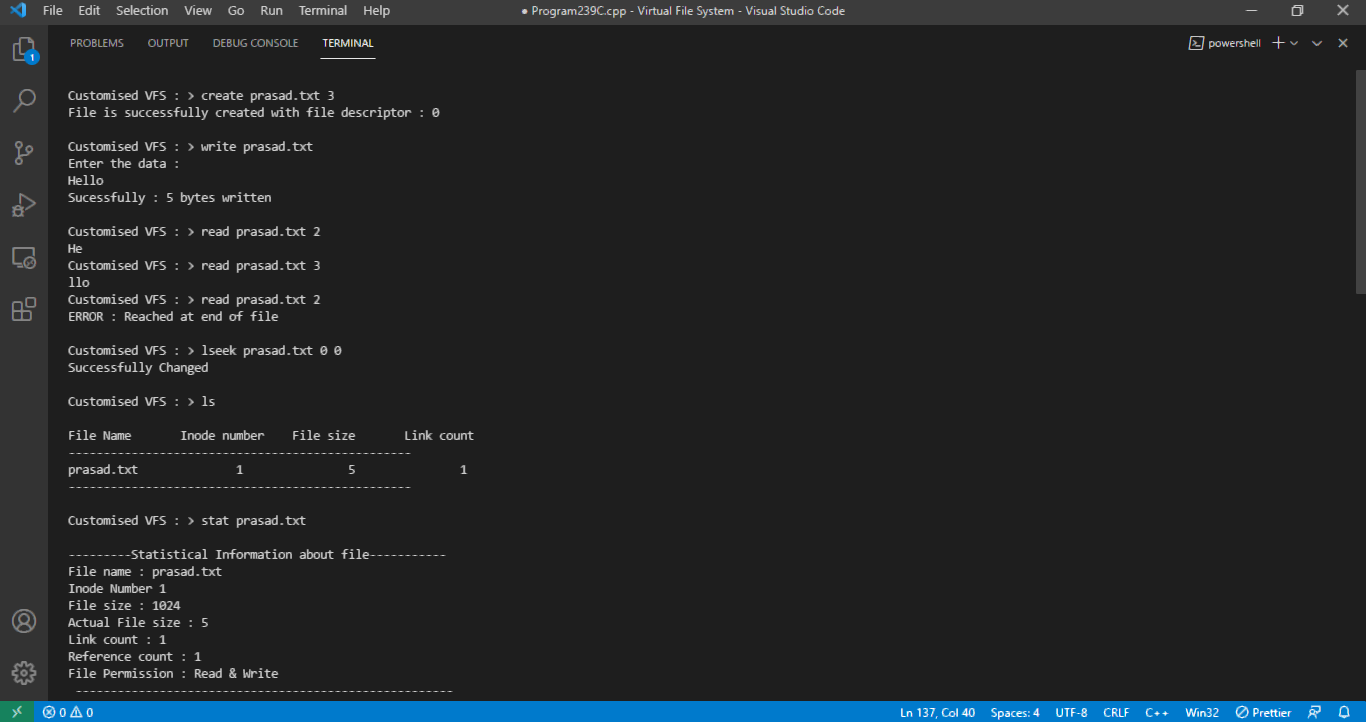 File Edit Selection View Go Run Terminal Help ● Program239C.cpp - Virtual File System - Visual Studio Code
1
PROBLEMS OUTPUT DEBUG CONSOLE TERMINAL powershell
Customised VFS : > create prasad.txt 3
File is successfully created with file descriptor : 0
Customised VFS : > write prasad.txt
Enter the data :
Hello
Sucessfully : 5 bytes written
Customised VFS : > read prasad.txt 2
He
Customised VFS : > read prasad.txt 3
llo
Customised VFS : > read prasad.txt 2
ERROR : Reached at end of file
Customised VFS : > lseek prasad.txt 0 0
Successfully Changed
Customised VFS : > ls
File Name Inode number File size Link count
-------------------------------------------------
prasad.txt 1 5 1
-------------------------------------------------
Customised VFS : > stat prasad.txt
---------Statistical Information about file-----------
File name : prasad.txt
Inode Number 1
File size : 1024
Actual File size : 5
Link count : 1
Reference count : 1
File Permission : Read & Write
------------------------------------------------------
0 0 Ln 137, Col 40 Spaces: 4 UTF-8 CRLF C++ Win32 Prettier